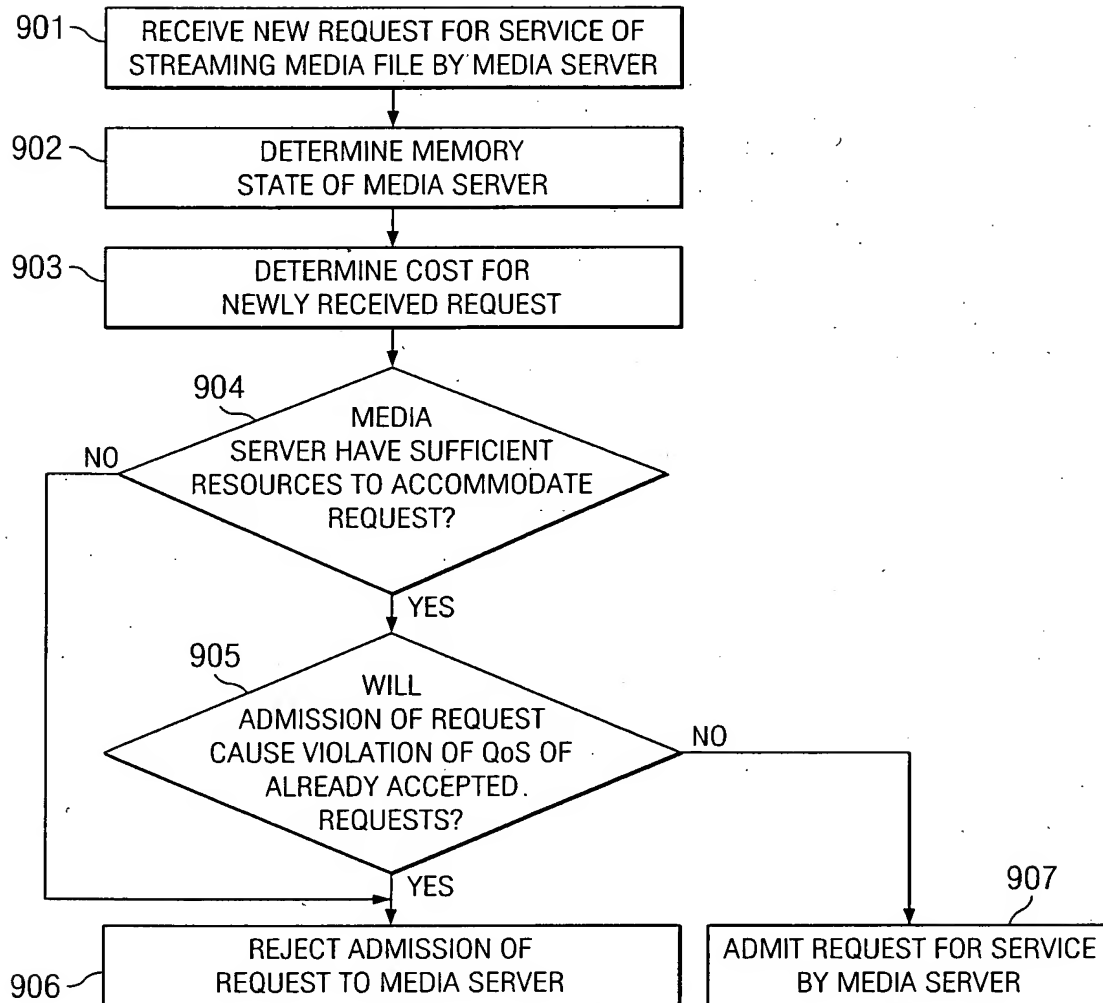 901
RECEIVE NEW REQUEST FOR SERVICE OF
STREAMING MEDIA FILE BY MEDIA SERVER
902
DETERMINE MEMORY
STATE OF MEDIA SERVER
903
DETERMINE COST FOR
NEWLY RECEIVED REQUEST
904
MEDIA
SERVER HAVE SUFFICIENT
RESOURCES TO ACCOMMODATE
REQUEST?
NO
YES
905
WILL
ADMISSION OF REQUEST
CAUSE VIOLATION OF QoS OF
ALREADY ACCEPTED.
REQUESTS?
NO
YES
906
REJECT ADMISSION OF
REQUEST TO MEDIA SERVER
907
ADMIT REQUEST FOR SERVICE
BY MEDIA SERVER